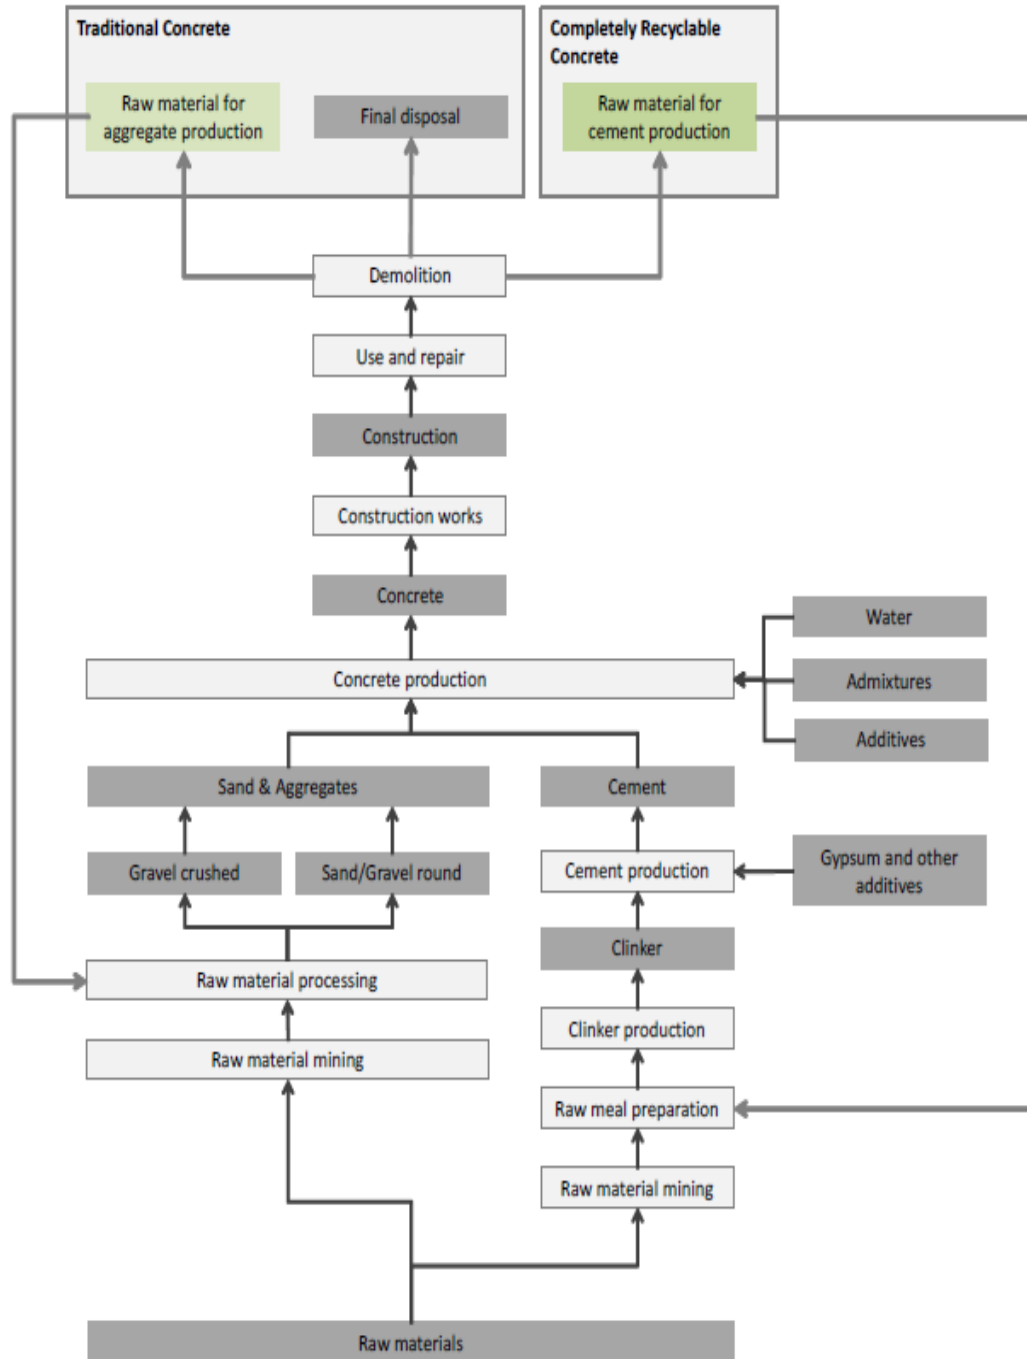 Traditional Concrete
Completely Recyclable
Concrete
Raw material for
aggregate production
Final disposal
Raw material for
cement production
Demolition
Use and repair
Construction
Construction works
Concrete
Water
Concrete production
Admixtures
Additives
Sand & Aggregates
Cement
Gravel crushed
Sand/Gravel round
Cement production
Gypsum and other
additives
Clinker
Raw material processing
Clinker production
Raw material mining
Raw meal preparation
Raw material mining
Raw materials